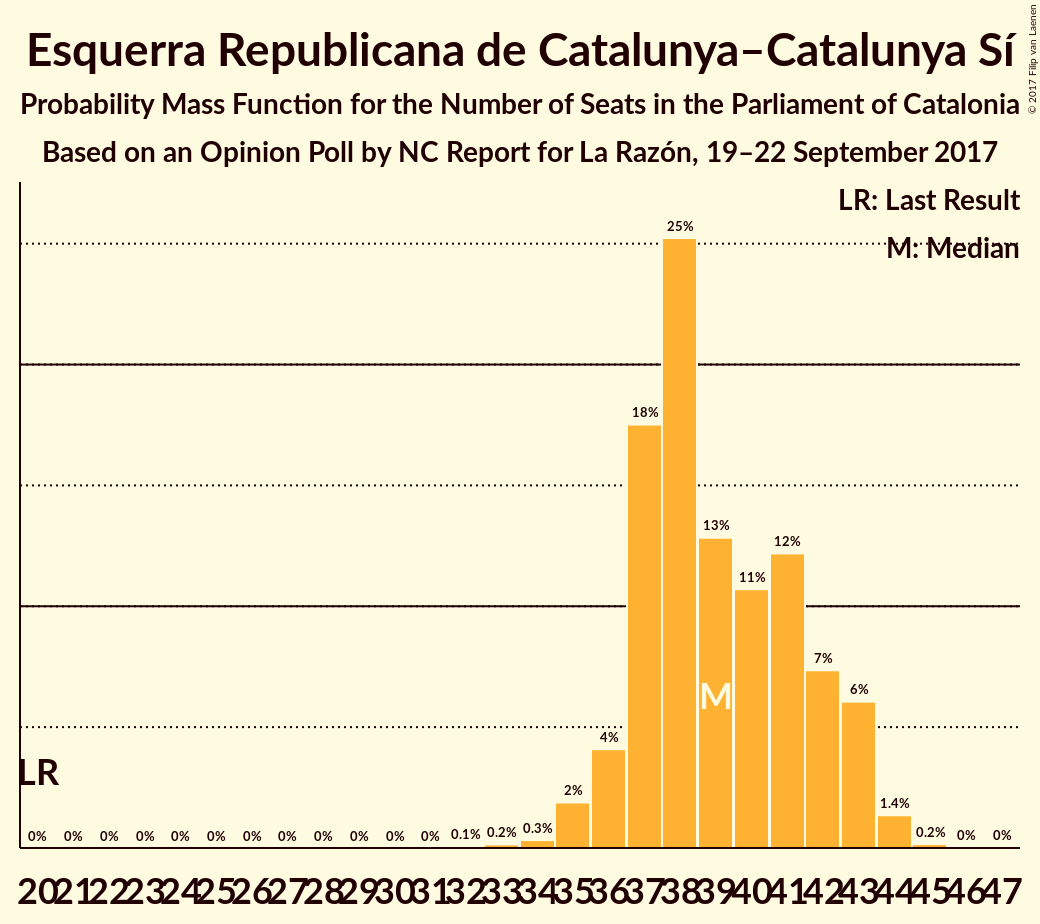 Esquerra Republicana de Catalunya–Catalunya Sí
Probability Mass Function for the Number of Seats in the Parliament of Catalonia
Based on an Opinion Poll by NC Report for La Razón, 19–22 September 2017
© 2017 Filip van Laenen
LR: Last Result
M: Median
25%
18%
13%
12%
11%
7%
6%
M
4%
LR
2%
1.4%
0% 0% 0% 0% 0% 0% 0% 0% 0% 0% 0% 0% 0.1% 0.2% 0.3% 0.2% 0% 0%
20 21 22 23 24 25 26 27 28 29 30 31 32 33 34 35 36 37 38 39 40 41 42 43 44 45 46 47